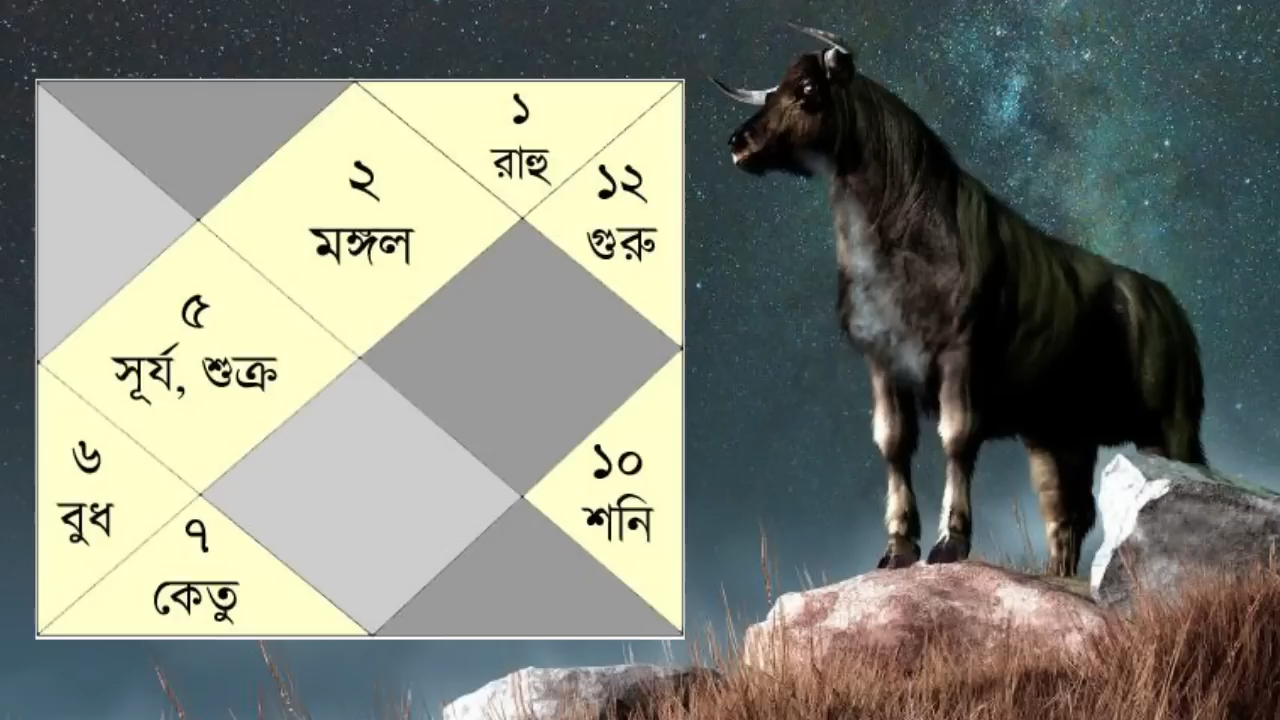 ১
রাহু
২
মঙ্গল
১২
গুরু
৫
সূর্য, শুক্র
৬
বুধ
৭
কেতু
১০
শনি